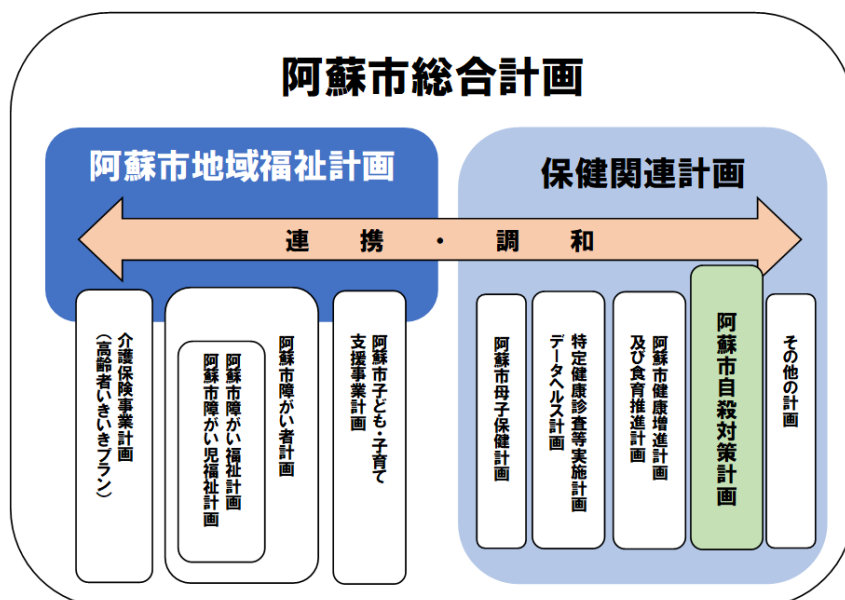 阿蘇市総合計画
阿蘇市地域福祉計画
保健関連計画
連携・調和
介護保険事業計画
（高齢者いきいきプラン）
阿蘇市障がい者計画
阿蘇市障がい福祉計画
阿蘇市障がい児福祉計画
阿蘇市子ども・子育て
支援事業計画
阿蘇市母子保健計画
特定健康診査等実施計画
データヘルス計画
阿蘇市健康増進計画
及び食育推進計画
阿蘇市自殺対策計画
その他の計画